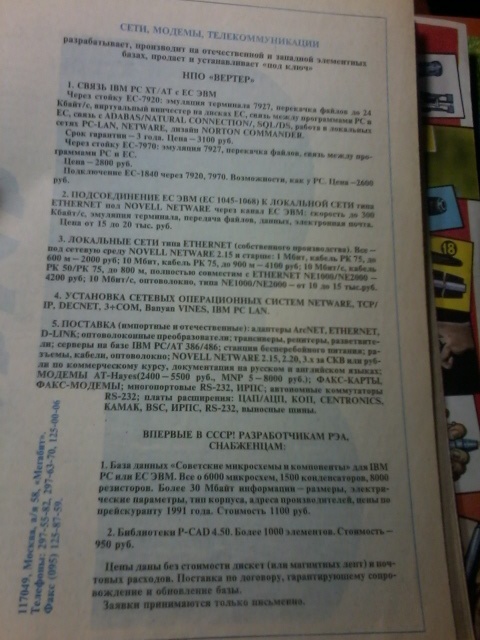 СЕТИ, МОДЕМЫ, ТЕЛЕКОММУНИКАЦИИ
разрабатывает, производит на отечественной и западной элементных
базах, продает и устанавливает «под ключ»
НПО «ВЕРТЕР»
1. СВЯЗЬ IBM PC XT/AT с ЕС ЭВМ
Через стойку ЕС-7920: эмуляция терминала 7927, перекачка файлов до 24
Кбайт/с, виртуальный винчестер на дисках ЕС, связь между программами PC и
ЕС, связь с ADABAS/NATURAL CONNECTION/, SQL/DS, работа в локальных
сетях PC-LAN, NETWARE, дизайн NORTON COMMANDER.
Срок гарантии – 3 года. Цена – 3100 руб.
Через стойку ЕС-7970: эмуляция 7927, перекачка файлов, связь между про-
граммами PC и ЕС.
Цена – 2800 руб.
Подключение ЕС-1840 через 7920, 7970. Возможности, как у PC. Цена –2600
руб.
2. ПОДСОЕДИНЕНИЕ ЕС ЭВМ (ЕС 1045-1068) К ЛОКАЛЬНОЙ СЕТИ типа
ETHERNET под NOVELL NETWARE через канал ЕС ЭВМ: скорость до 300
Кбайт/с, эмуляция терминала, передача файлов, данных, электронная почта.
Цена от 15 до 20 тыс. руб.
3. ЛОКАЛЬНЫЕ СЕТИ типа ETHERNET (собственного производства). Все –
под сетевую среду NOVELL NETWARE 2.15 и старше: 1 Мбит, кабель РК 75, до
600 м – 2000 руб; 10 Мбит, кабель РК 75, до 900 м – 4100 руб; 10 Мбит/с, кабель
РК 50/РК 75, до 800 м, полностью совместим с ETHERNET NE1000/NE2000 –
4200 руб; 10 Мбит/с, оптоволокно, типа NE1000/NE2000 – от 10 до 15 тыс.руб.
4. УСТАНОВКА СЕТЕВЫХ ОПЕРАЦИОННЫХ СИСТЕМ NETWARE, TCP/
IP, DECNET, 3+COM, Banyan VINES, IBM PC LAN.
5. ПОСТАВКА (импортные и отечественные): адаптеры ArcNET, ETHERNET,
D-LINK; оптоволоконные преобразователи; трансиверы, репитеры, разветвите-
ли; серверы на базе IBM PC/AT 386/486; станции бесперебойного питания; ра-
зъемы, кабели, оптоволокно; NOVELL NETWARE 2.15, 2.20, 3.x за СКВ или руб-
ли по коммерческому курсу, документация на русском и английском языках;
МОДЕМЫ AT-Hayes(2400 – 5500 руб., MNP 5 – 8000 руб.); ФАКС-КАРТЫ,
ФАКС-МОДЕМЫ; многопортовые RS-232, ИРПС; автономные коммутаторы
RS-232; платы расширения: ЦАП/АЦП, КОП, CENTRONICS,
КАМАК, BSC, ИРПС, RS-232, выносные шины.
ВПЕРВЫЕ В СССР! РАЗРАБОТЧИКАМ РЭА,
СНАБЖЕНЦАМ:
1. База данных «Советские микросхемы и компоненты» для IBM
PC или ЕС ЭВМ. Все о 6000 микросхем, 1500 конденсаторов, 8000
резисторов. Более 30 Мбайт информации – размеры, электри-
ческие параметры, тип корпуса, адреса производителей, цены по
прейскуранту 1991 года. Стоимость 1100 руб.
2. Библиотеки P-CAD 4.50. Более 1000 элементов. Стоимость –
950 руб.
Цены даны без стоимости дискет (или магнитных лент) и поч-
товых расходов. Поставка по договору, гарантирующему сопро-
вождение и обновление базы.
Заявки принимаются только письменно.
117049, Москва, а/я 58, «Мегабит».
Телефоны: 297-55-82, 297-63-70, 125-00-06
Факс (095) 125-87-59.
18